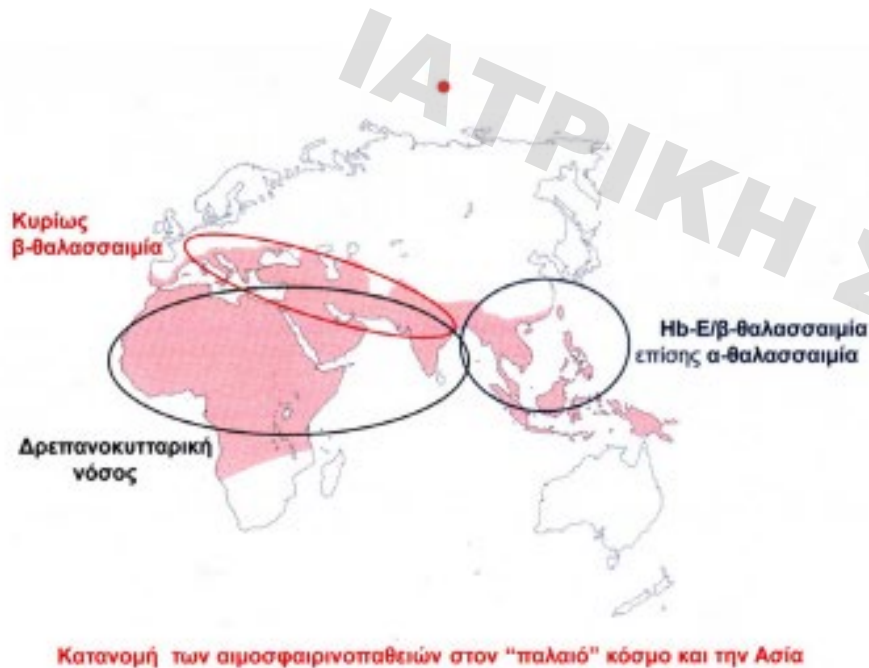 ΙΑΤΡΙΚΗ Σ
Κυρίως
β-θαλασσαιμία
Hb-E/β-θαλασσαιμία
επίσης α-θαλασσαιμία
Δρεπανοκυτταρική
νόσος
Κατανομή των αιμοσφαιρινοπαθειών στον “παλαιό” κόσμο και την Ασία